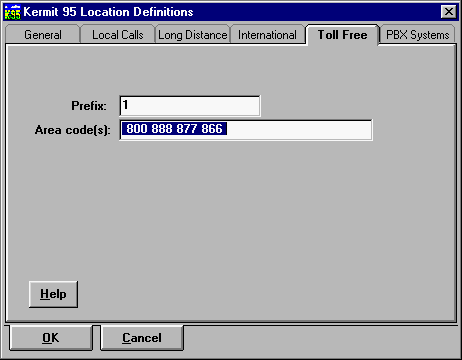 K95 Kermit 95 Location Definitions
General Local Calls Long Distance International Toll Free PBX Systems
Prefix: 1
Area code(s): 800 888 877 866
Help
OK Cancel